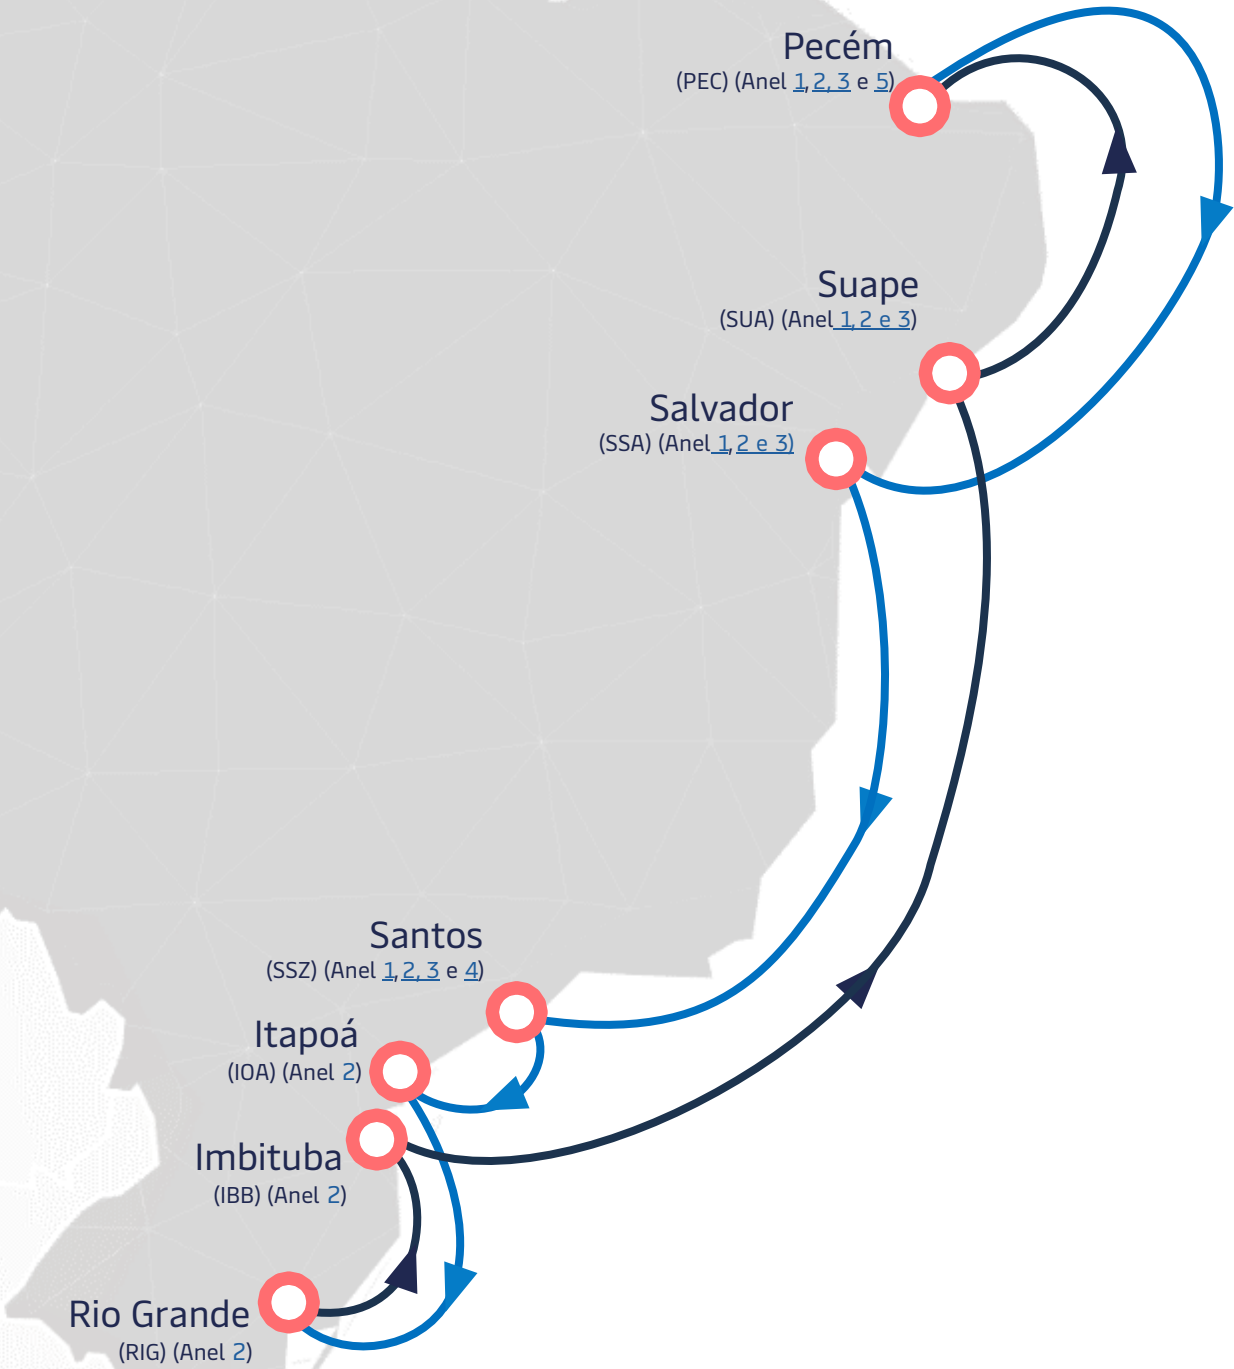 Pecém
(PEC) (Anel 1, 2, 3 e 5)
Suape
(SUA) (Anel 1, 2 e 3)
Salvador
(SSA) (Anel 1, 2 e 3)
Santos
(SSZ) (Anel 1, 2, 3 e 4)
Itapoá
(IOA) (Anel 2)
Imbituba
(IBB) (Anel 2)
Rio Grande
(RIG) (Anel 2)